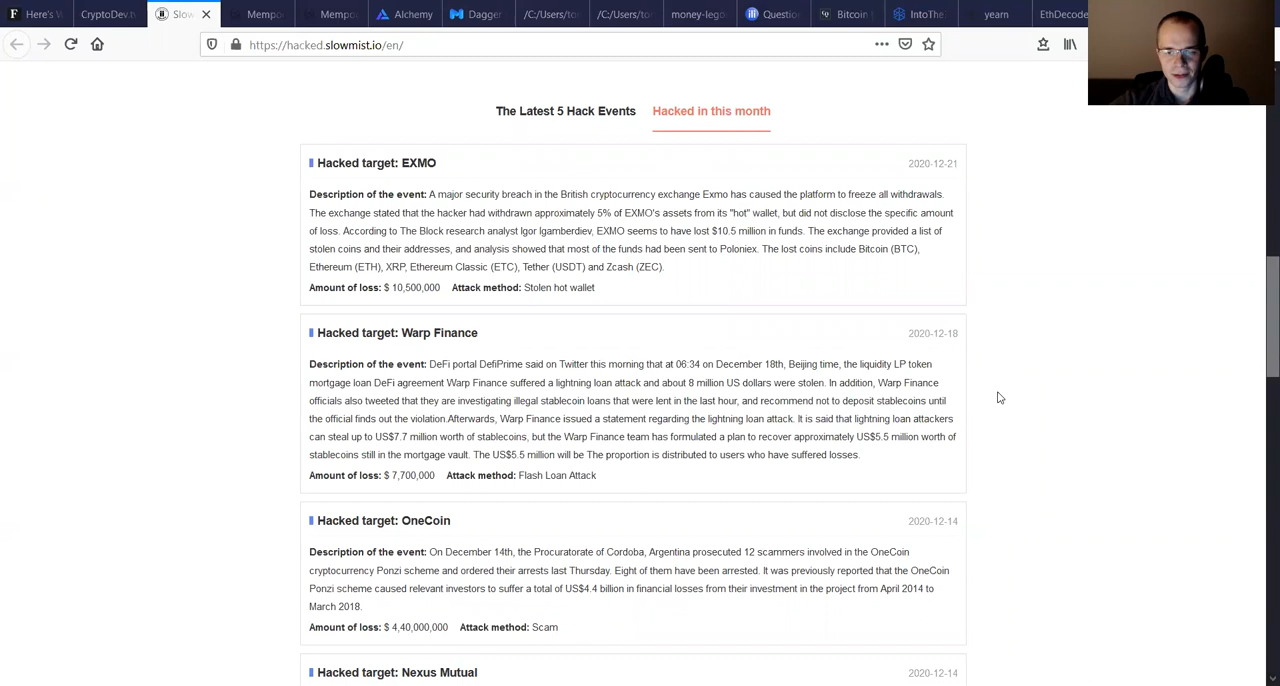 Here's W
CryptoDev.
Slow
Mempo
Mempou
Alchemy
Dagger
/C:/Users/to
/C:/Users/tor
money-legb
Question
Bitcoin
IntoThe
yearn
EthDecode
https://hacked.slowmist.io/en/
The Latest 5 Hack Events
Hacked in this month
Hacked target: EXMO
2020-12-21
Description of the event: A major security breach in the British cryptocurrency exchange Exmo has caused the platform to freeze all withdrawals.
The exchange stated that the hacker had withdrawn approximately 5% of EXMO's assets from its "hot" wallet, but did not disclose the specific amount
of loss. According to The Block research analyst Igor Igamberdiev, EXMO seems to have lost $10.5 million in funds. The exchange provided a list of
stolen coins and their addresses, and analysis showed that most of the funds had been sent to Poloniex. The lost coins include Bitcoin (BTC),
Ethereum (ETH), XRP, Ethereum Classic (ETC), Tether (USDT) and Zcash (ZEC).
Amount of loss: $ 10,500,000 Attack method: Stolen hot wallet
Hacked target: Warp Finance
2020-12-18
Description of the event: DeFi portal DefiPrime said on Twitter this morning that at 06:34 on December 18th, Beijing time, the liquidity LP token
mortgage loan DeFi agreement Warp Finance suffered a lightning loan attack and about 8 million US dollars were stolen. In addition, Warp Finance
officials also tweeted that they are investigating illegal stablecoin loans that were lent in the last hour, and recommend not to deposit stablecoins until
the official finds out the violation.Afterwards, Warp Finance issued a statement regarding the lightning loan attack. It is said that lightning loan attackers
can steal up to US$7.7 million worth of stablecoins, but the Warp Finance team has formulated a plan to recover approximately US$5.5 million worth of
stablecoins still in the mortgage vault. The US$5.5 million will be The proportion is distributed to users who have suffered losses.
Amount of loss: $ 7,700,000 Attack method: Flash Loan Attack
Hacked target: OneCoin
2020-12-14
Description of the event: On December 14th, the Procuratorate of Cordoba, Argentina prosecuted 12 scammers involved in the OneCoin
cryptocurrency Ponzi scheme and ordered their arrests last Thursday. Eight of them have been arrested. It was previously reported that the OneCoin
Ponzi scheme caused relevant investors to suffer a total of US$4.4 billion in financial losses from their investment in the project from April 2014 to
March 2018.
Amount of loss: $ 4,40,000,000 Attack method: Scam
Hacked target: Nexus Mutual
2020-12-14